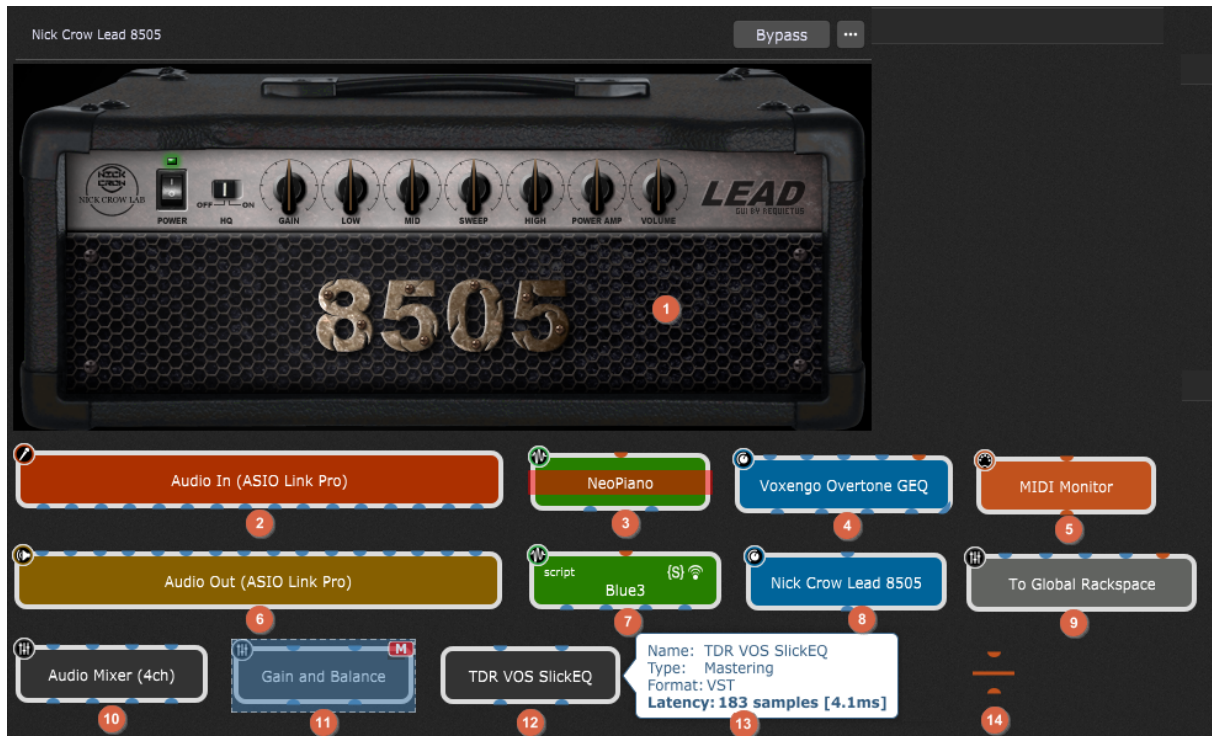 Nick Crow Lead 8505
Bypass
...
NICK
CROW
NICK CROW LAB
POWER
OFF
ON
HQ
GAIN
LOW
MID
SWEEP
HIGH
POWER AMP
VOLUME
LEAD
GUI BY NEQUICTUS
8505
1
Audio In (ASIO Link Pro)
NeoPiano
Voxengo Overtone GEQ
MIDI Monitor
2
3
4
5
Audio Out (ASIO Link Pro)
script
{S}
Blue3
Nick Crow Lead 8505
To Global Rackspace
6
7
8
9
Audio Mixer (4ch)
M
Gain and Balance
TDR VOS SlickEQ
Name: TDR VOS SlickEQ
Type: Mastering
Format: VST
Latency: 183 samples [4.1ms]
10
11
12
13
14